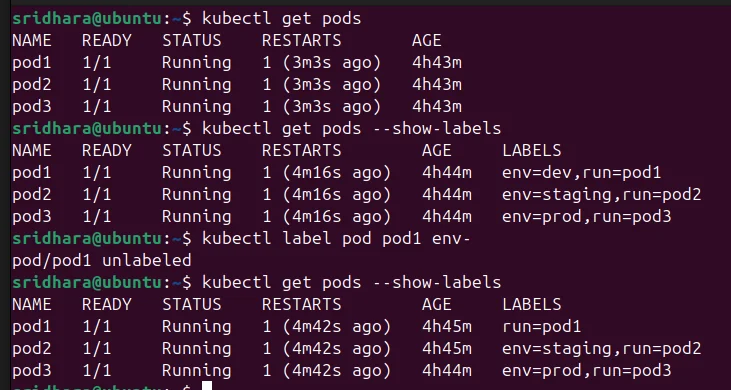 sridhara@ubuntu:~$ kubectl get pods
NAME   READY   STATUS    RESTARTS       AGE
pod1   1/1     Running   1 (3m3s ago)   4h43m
pod2   1/1     Running   1 (3m3s ago)   4h43m
pod3   1/1     Running   1 (3m3s ago)   4h43m
sridhara@ubuntu:~$ kubectl get pods --show-labels
NAME   READY   STATUS    RESTARTS        AGE     LABELS
pod1   1/1     Running   1 (4m16s ago)   4h44m   env=dev,run=pod1
pod2   1/1     Running   1 (4m16s ago)   4h44m   env=staging,run=pod2
pod3   1/1     Running   1 (4m16s ago)   4h44m   env=prod,run=pod3
sridhara@ubuntu:~$ kubectl label pod pod1 env-
pod/pod1 unlabeled
sridhara@ubuntu:~$ kubectl get pods --show-labels
NAME   READY   STATUS    RESTARTS        AGE     LABELS
pod1   1/1     Running   1 (4m42s ago)   4h45m   run=pod1
pod2   1/1     Running   1 (4m42s ago)   4h45m   env=staging,run=pod2
pod3   1/1     Running   1 (4m42s ago)   4h44m   env=prod,run=pod3
sridhara@ubuntu:~$